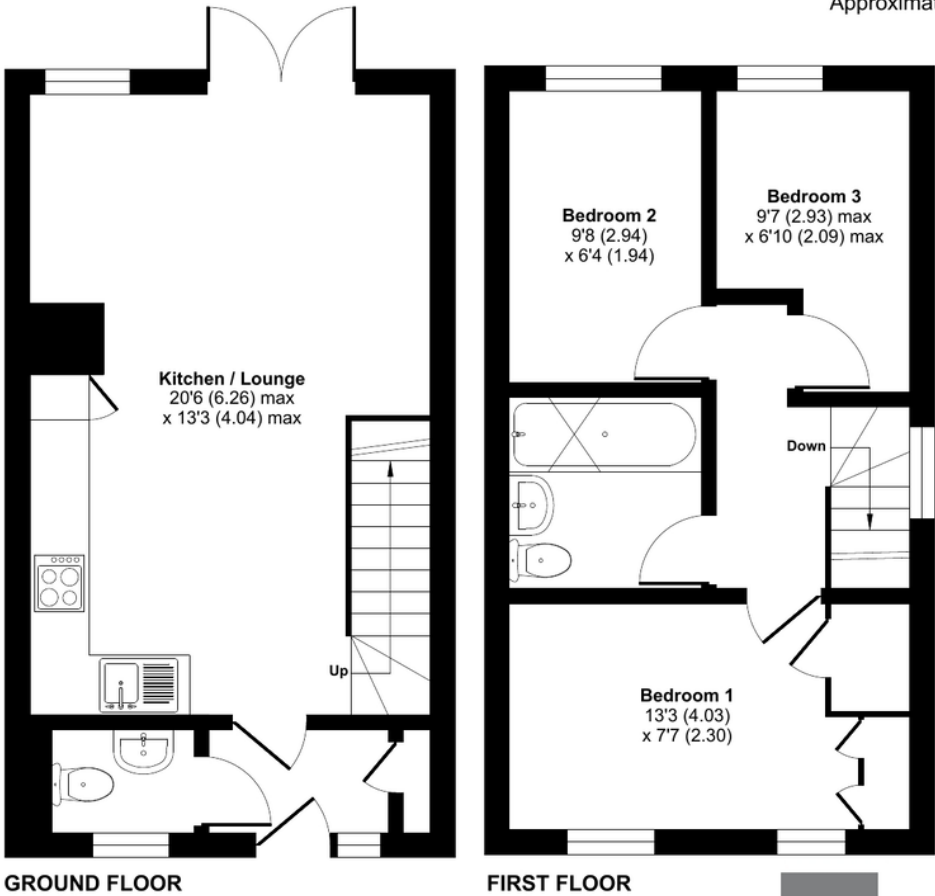 Approximat
Kitchen / Lounge
20'6 (6.26) max
x 13'3 (4.04) max
Up
GROUND FLOOR
Bedroom 2
9'8 (2.94)
x 6'4 (1.94)
Bedroom 3
9'7 (2.93) max
x 6'10 (2.09) max
Down
Bedroom 1
13'3 (4.03)
x 7'7 (2.30)
FIRST FLOOR